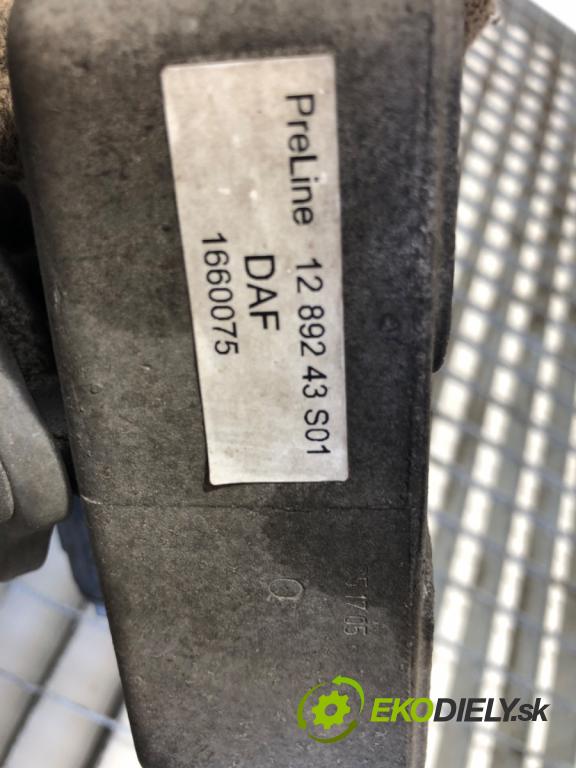 PreLine 12 892 43 S01
DAF
1660075
EKODIELY.sk